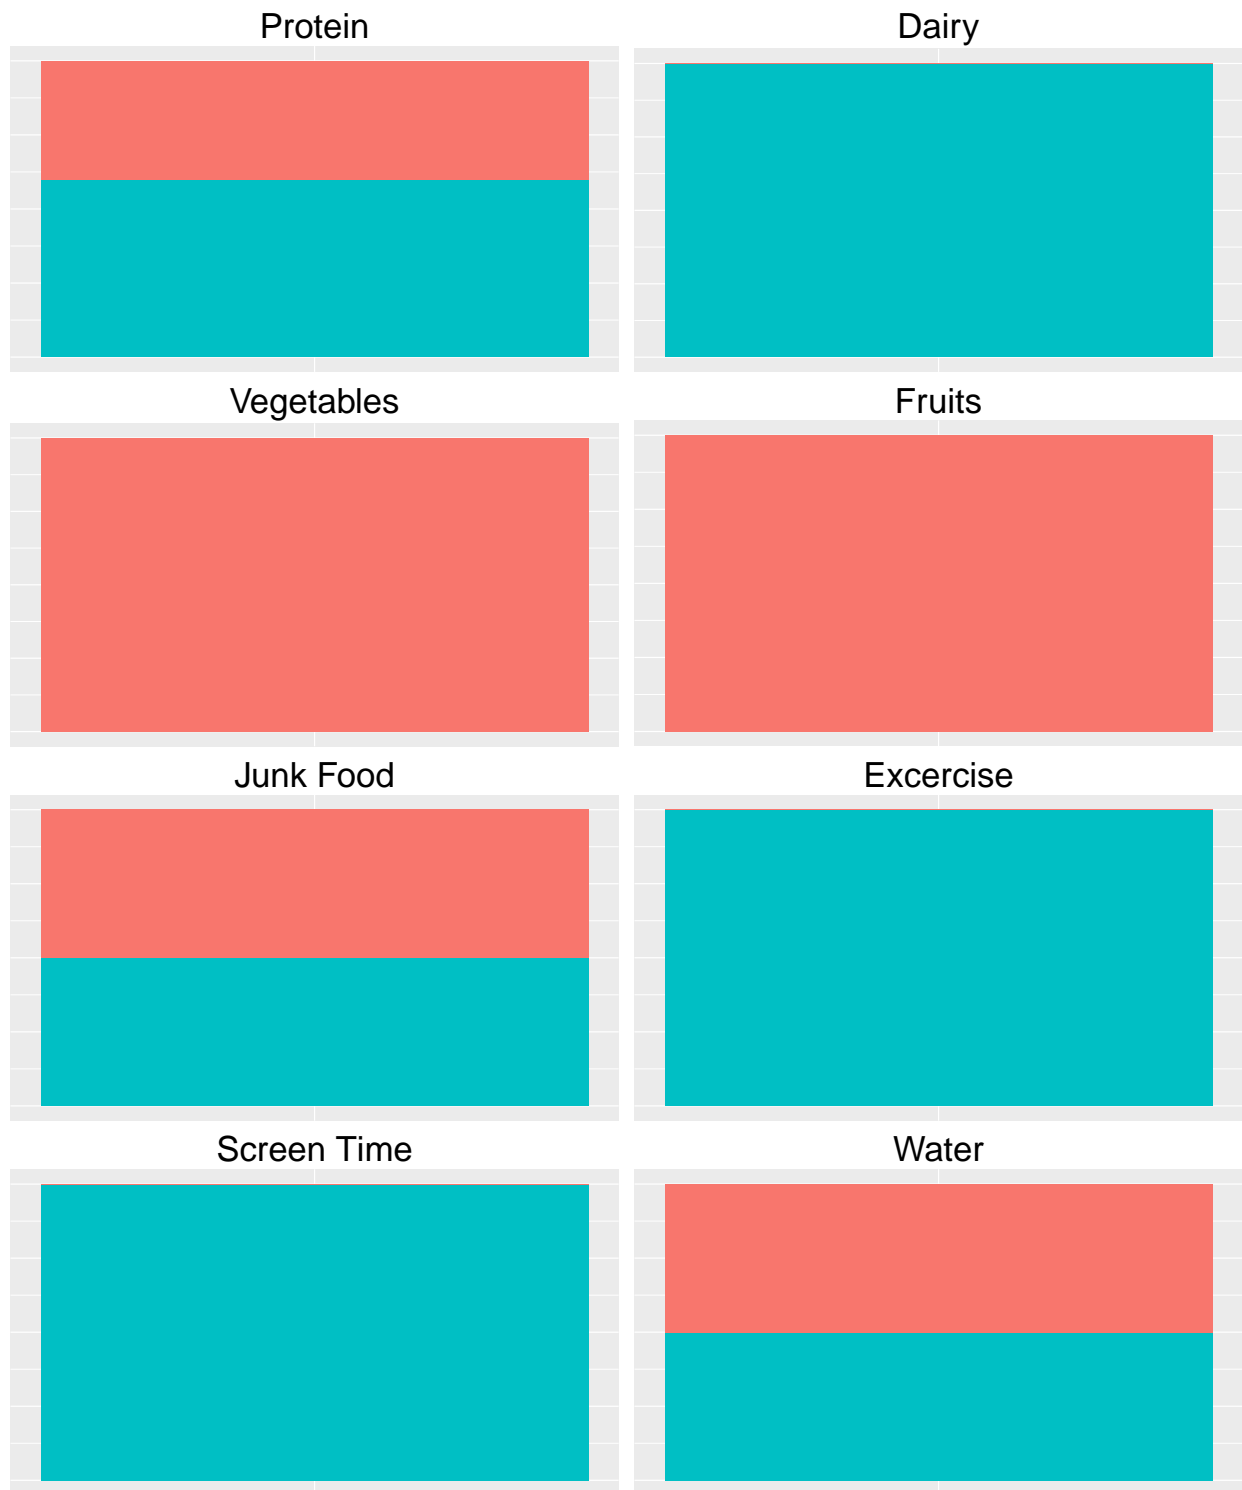 Protein
Dairy
Vegetables
Fruits
Junk Food
Excercise
Screen Time
Water